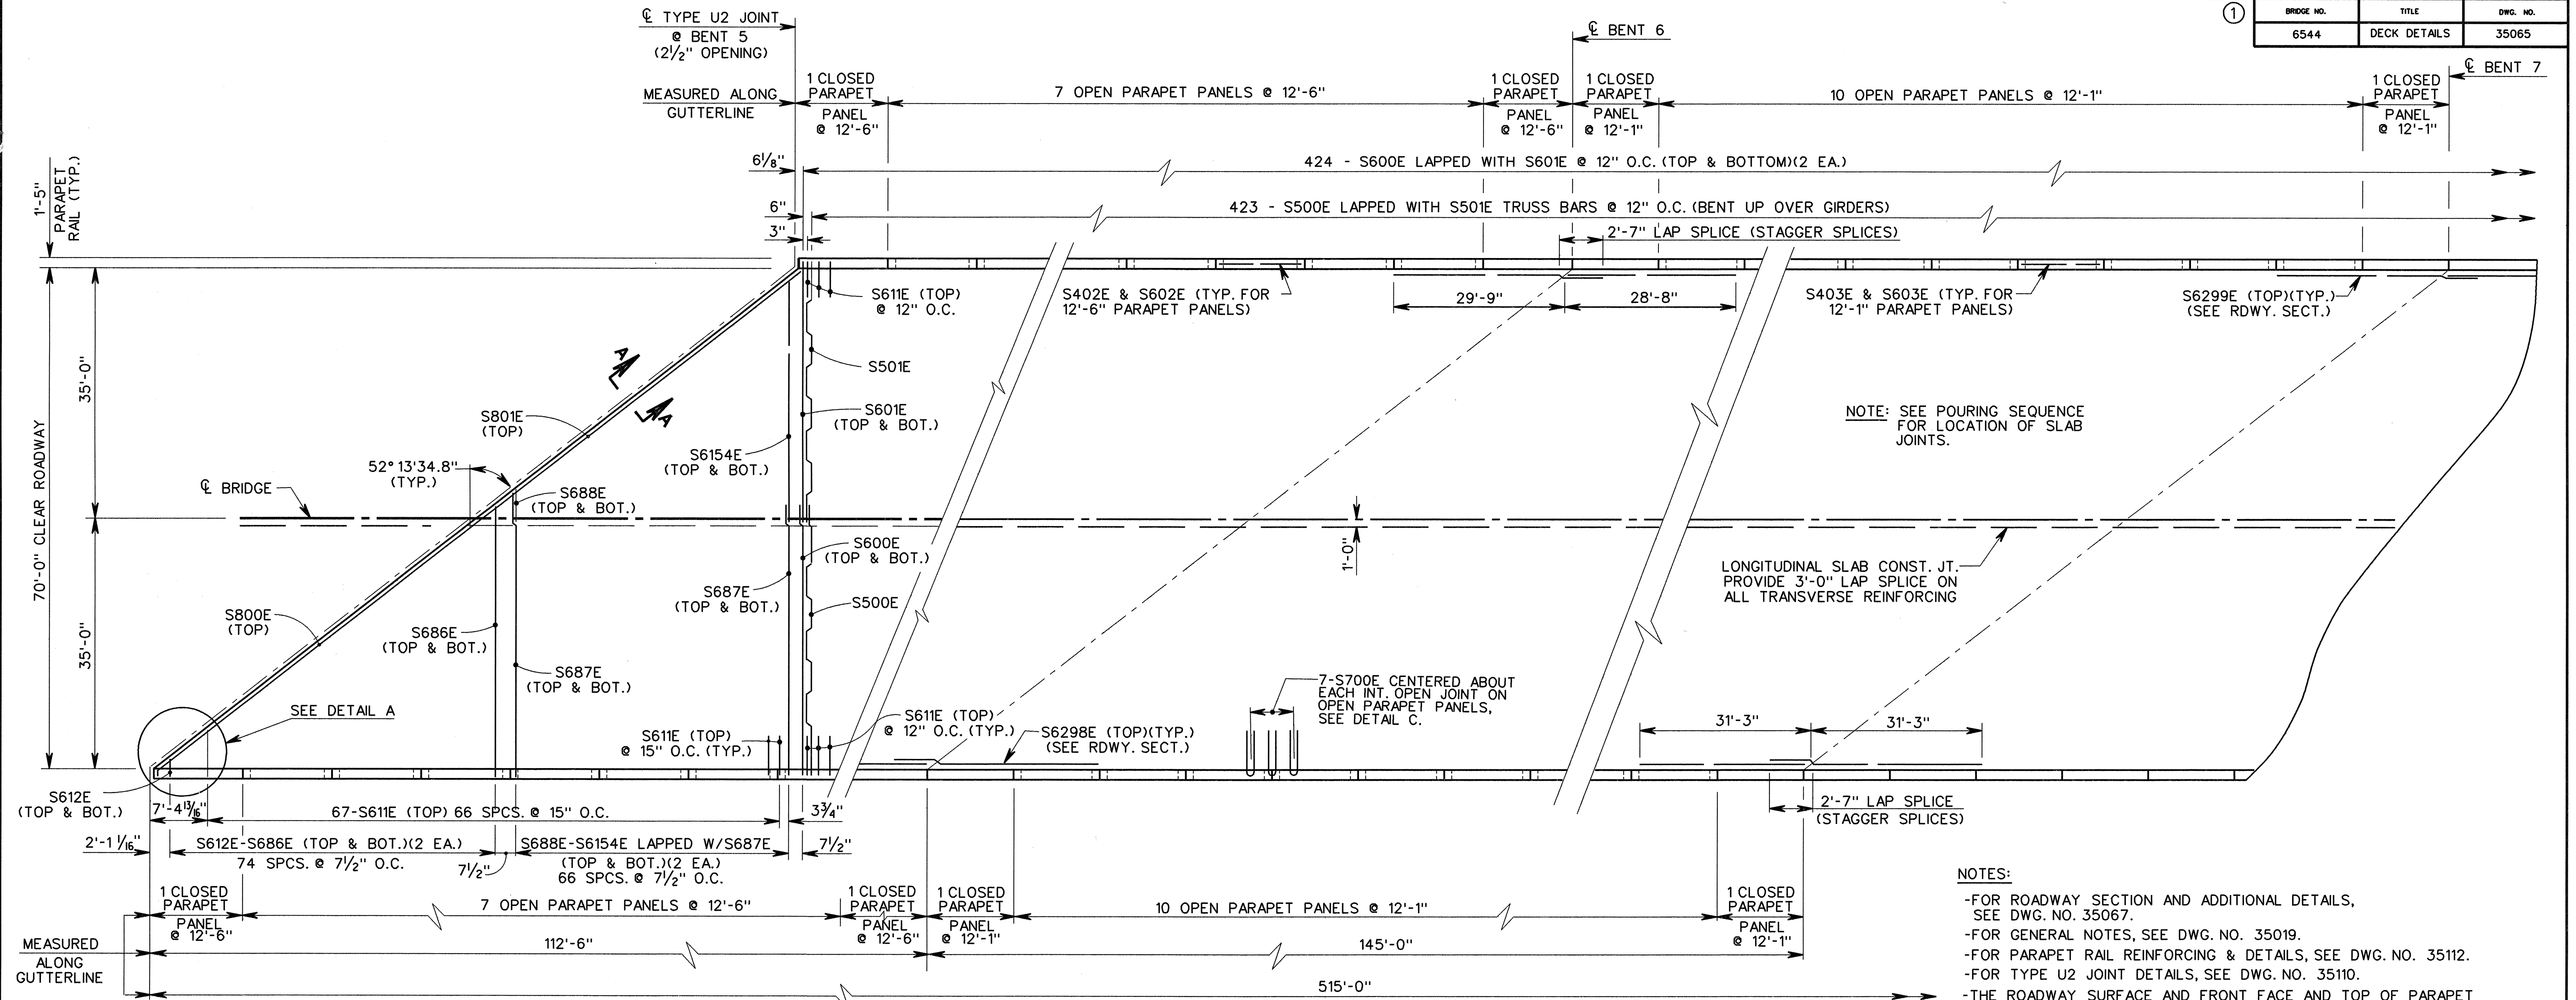 ℄ TYPE U2 JOINT
@ BENT 5
(2½" OPENING)
℄ BENT 6
1
BRIDGE NO.
TITLE
DWG. NO.
6544
DECK DETAILS
35065
℄ BENT 7
MEASURED ALONG
GUTTERLINE
1 CLOSED
PARAPET
PANEL
@ 12'-6"
7 OPEN PARAPET PANELS @ 12'-6"
1 CLOSED
PARAPET
PANEL
@ 12'-6"
1 CLOSED
PARAPET
PANEL
@ 12'-1"
10 OPEN PARAPET PANELS @ 12'-1"
1 CLOSED
PARAPET
PANEL
@ 12'-1"
6⅛"
424 - S600E LAPPED WITH S601E @ 12" O.C. (TOP & BOTTOM)(2 EA.)
1'-5"
PARAPET
RAIL (TYP.)
6"
423 - S500E LAPPED WITH S501E TRUSS BARS @ 12" O.C. (BENT UP OVER GIRDERS)
3"
2'-7" LAP SPLICE (STAGGER SPLICES)
S611E (TOP)
@ 12" O.C.
S402E & S602E (TYP. FOR
12'-6" PARAPET PANELS)
29'-9"
28'-8"
S403E & S603E (TYP. FOR
12'-1" PARAPET PANELS)
S6299E (TOP)(TYP.)
(SEE RDWY. SECT.)
70'-0" CLEAR ROADWAY
35'-0"
A
A
S501E
S801E
(TOP)
S601E
(TOP & BOT.)
NOTE: SEE POURING SEQUENCE
FOR LOCATION OF SLAB
JOINTS.
S6154E
(TOP & BOT.)
52°13'34.8"
(TYP.)
℄ BRIDGE
S688E
(TOP & BOT.)
1'-0"
S600E
(TOP & BOT.)
LONGITUDINAL SLAB CONST. JT.
PROVIDE 3'-0" LAP SPLICE ON
ALL TRANSVERSE REINFORCING
S687E
(TOP & BOT.)
S500E
35'-0"
S800E
(TOP)
S686E
(TOP & BOT.)
S687E
(TOP & BOT.)
7-S700E CENTERED ABOUT
EACH INT. OPEN JOINT ON
OPEN PARAPET PANELS,
SEE DETAIL C.
SEE DETAIL A
S611E (TOP)
@ 15" O.C. (TYP.)
S611E (TOP)
@ 12" O.C. (TYP.)
S6298E (TOP)(TYP.)
(SEE RDWY. SECT.)
31'-3"
31'-3"
S612E
(TOP & BOT.)
7'-4 13/16"
67-S611E (TOP) 66 SPCS. @ 15" O.C.
3¾"
2'-7" LAP SPLICE
(STAGGER SPLICES)
2'-1 1/16"
S612E-S686E (TOP & BOT.)(2 EA.)
74 SPCS. @ 7½" O.C.
7½"
S688E-S6154E LAPPED W/S687E
(TOP & BOT.)(2 EA.)
66 SPCS. @ 7½" O.C.
7½"
1 CLOSED
PARAPET
PANEL
@ 12'-6"
7 OPEN PARAPET PANELS @ 12'-6"
1 CLOSED
PARAPET
PANEL
@ 12'-6"
1 CLOSED
PARAPET
PANEL
@ 12'-1"
10 OPEN PARAPET PANELS @ 12'-1"
1 CLOSED
PARAPET
PANEL
@ 12'-1"
MEASURED
ALONG
GUTTERLINE
112'-6"
145'-0"
515'-0"
NOTES:
-FOR ROADWAY SECTION AND ADDITIONAL DETAILS,
SEE DWG. NO. 35067.
-FOR GENERAL NOTES, SEE DWG. NO. 35019.
-FOR PARAPET RAIL REINFORCING & DETAILS, SEE DWG. NO. 35112.
-FOR TYPE U2 JOINT DETAILS, SEE DWG. NO. 35110.
-THE ROADWAY SURFACE AND FRONT FACE AND TOP OF PARAPET